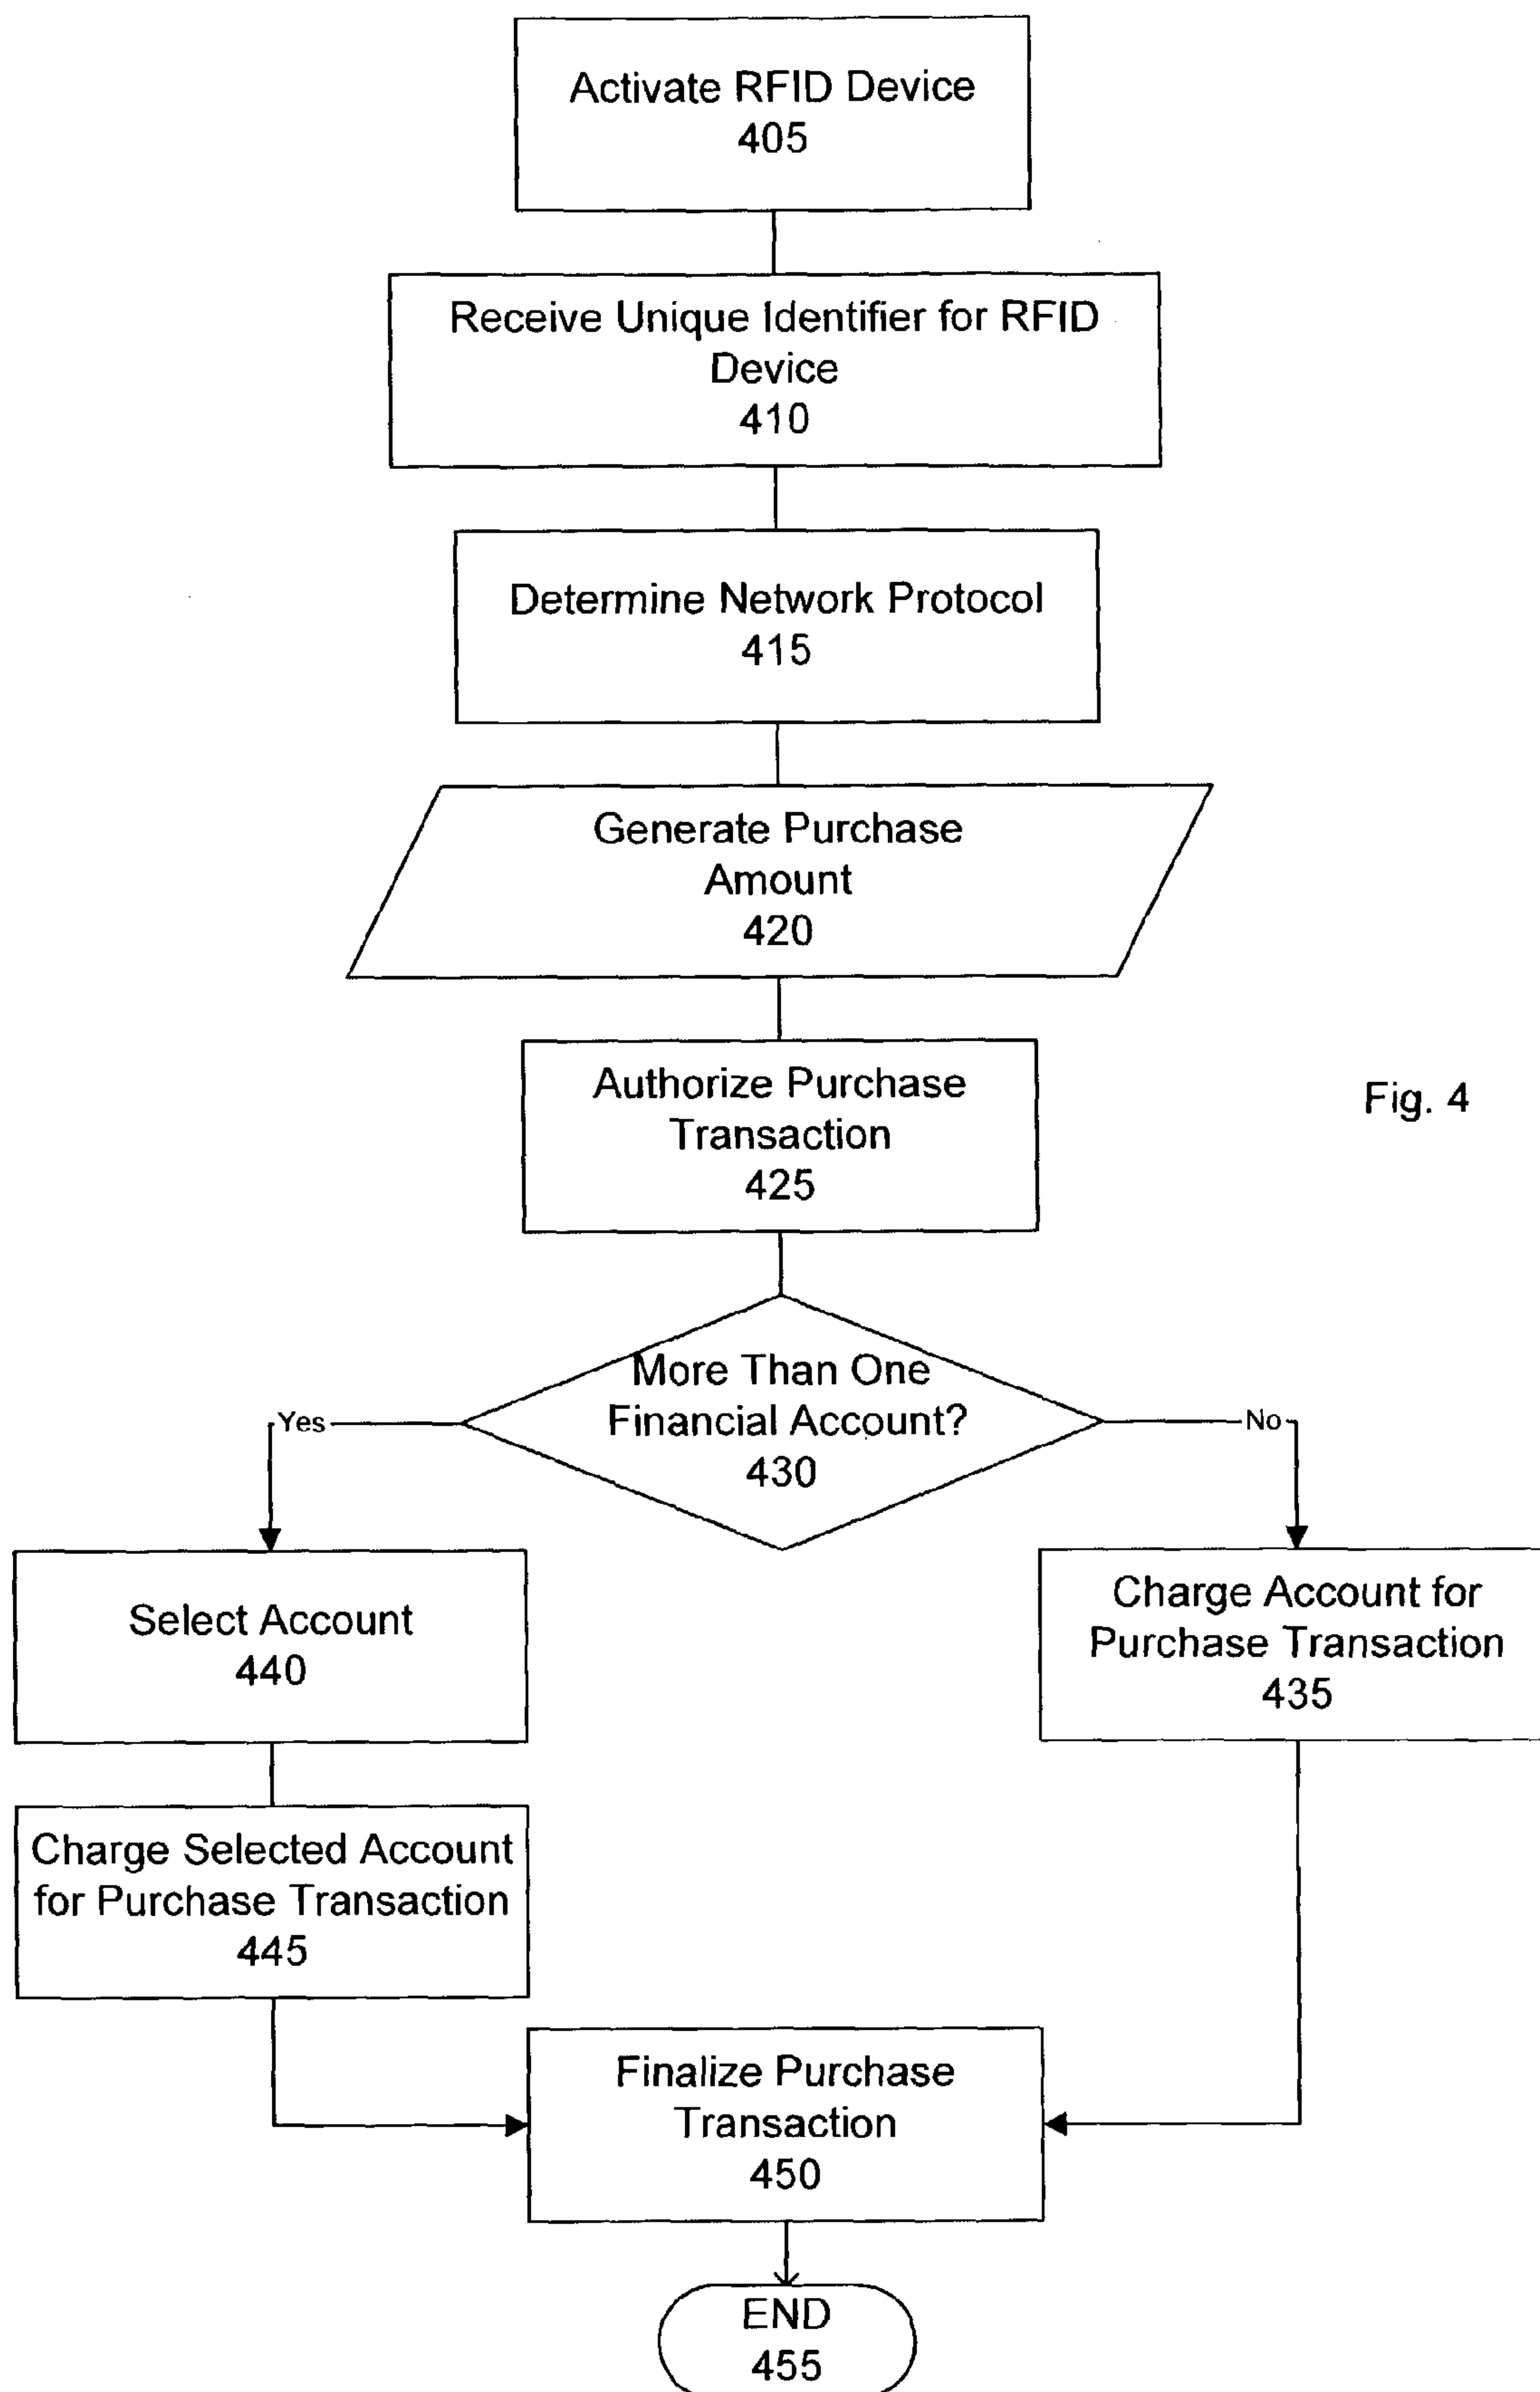 Activate RFID Device
405
Receive Unique Identifier for RFID
Device
410
Determine Network Protocol
415
Generate Purchase
Amount
420
Authorize Purchase
Transaction
425
Fig. 4
More Than One
Financial Account?
430
Yes
No
Select Account
440
Charge Account for
Purchase Transaction
435
Charge Selected Account
for Purchase Transaction
445
Finalize Purchase
Transaction
450
END
455